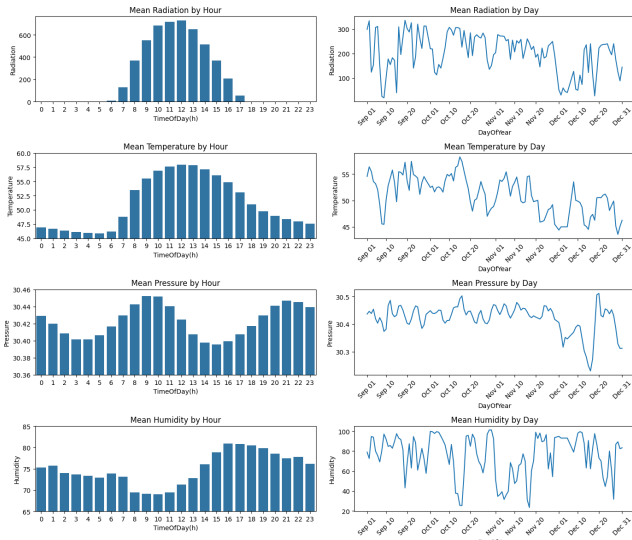 Mean Radiation by Hour
Radiation
600
400
200
0
0 1 2 3 4 5 6 7 8 9 10 11 12 13 14 15 16 17 18 19 20 21 22 23
TimeOfDay(h)
Mean Radiation by Day
Radiation
300
200
100
Sep 01 Sep 10 Sep 20 Oct 01 Oct 10 Oct 20 Nov 01 Nov 10 Nov 20 Dec 01 Dec 10 Dec 20 Dec 31
DayOfYear
Mean Temperature by Hour
Temperature
60.0
57.5
55.0
52.5
50.0
47.5
45.0
0 1 2 3 4 5 6 7 8 9 10 11 12 13 14 15 16 17 18 19 20 21 22 23
TimeOfDay(h)
Mean Temperature by Day
Temperature
55
50
45
Sep 01 Sep 10 Sep 20 Oct 01 Oct 10 Oct 20 Nov 01 Nov 10 Nov 20 Dec 01 Dec 10 Dec 20 Dec 31
DayOfYear
Mean Pressure by Hour
Pressure
30.46
30.44
30.42
30.40
30.38
30.36
0 1 2 3 4 5 6 7 8 9 10 11 12 13 14 15 16 17 18 19 20 21 22 23
TimeOfDay(h)
Mean Pressure by Day
Pressure
30.5
30.4
30.3
Sep 01 Sep 10 Sep 20 Oct 01 Oct 10 Oct 20 Nov 01 Nov 10 Nov 20 Dec 01 Dec 10 Dec 20 Dec 31
DayOfYear
Mean Humidity by Hour
Humidity
85
80
75
70
65
0 1 2 3 4 5 6 7 8 9 10 11 12 13 14 15 16 17 18 19 20 21 22 23
TimeOfDay(h)
Mean Humidity by Day
Humidity
100
80
60
40
20
Sep 01 Sep 10 Sep 20 Oct 01 Oct 10 Oct 20 Nov 01 Nov 10 Nov 20 Dec 01 Dec 10 Dec 20 Dec 31